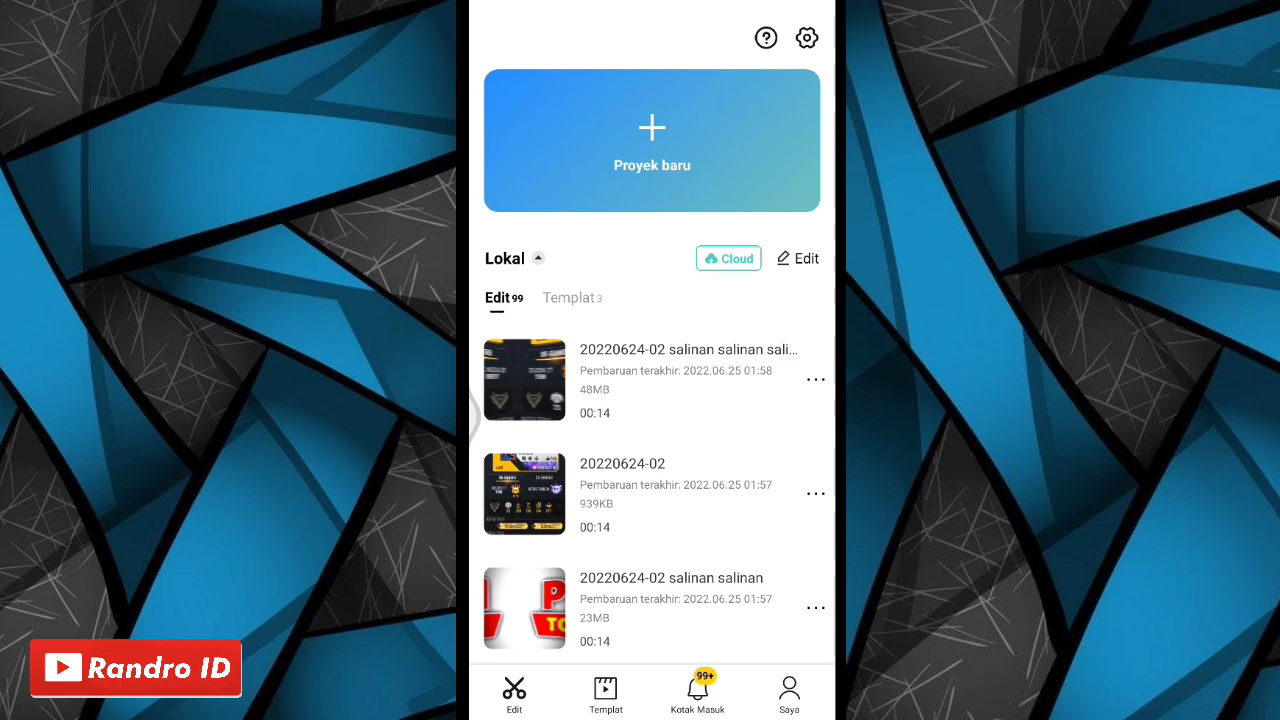 Proyek baru
Lokal
Cloud
Edit
Edit 99
Templat 3
20220624-02 salinan salinan sali...
Pembaruan terakhir: 2022.06.25 01:58
48MB
00:14
20220624-02
Pembaruan terakhir: 2022.06.25 01:57
939KB
00:14
20220624-02 salinan salinan
Pembaruan terakhir: 2022.06.25 01:57
23MB
00:14
Randro ID
99+
Edit
Templat
Kotak Masuk
Saya